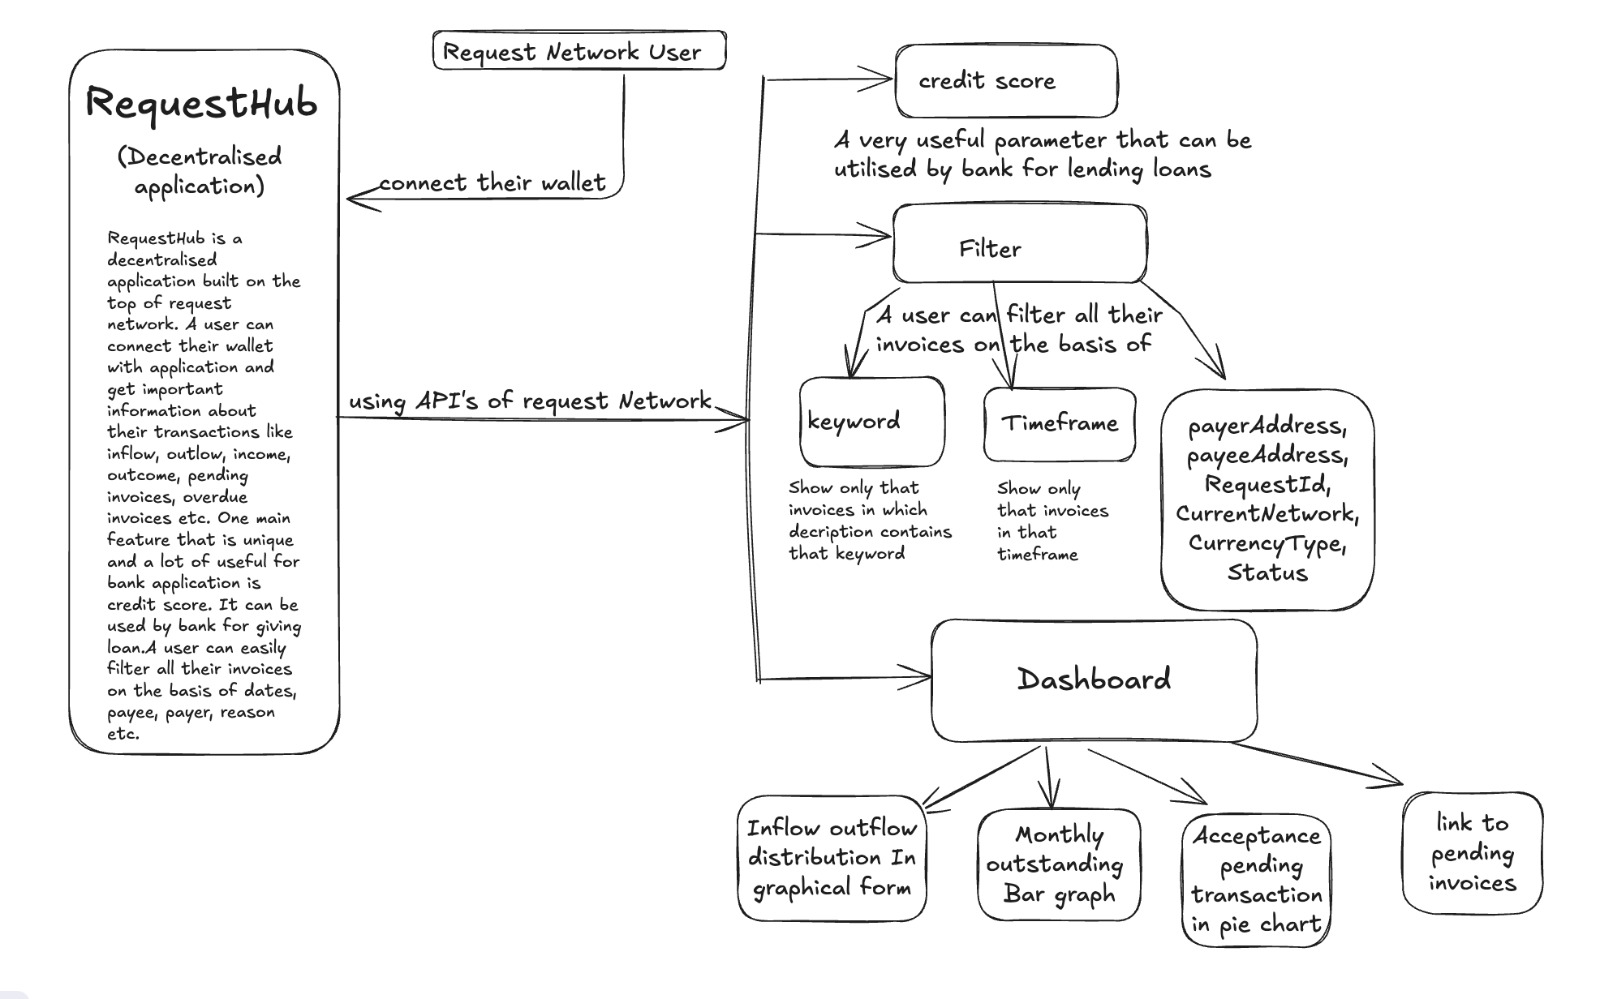 RequestHub
(Decentralised
application)
RequestHub is a
decentralised
application built on the
top of request
network. A user can
connect their wallet
with application and
get important
information about
their transactions like
inflow, outlow, income,
outcome, pending
invoices, overdue
invoices etc. One main
feature that is unique
and a lot of useful for
bank application is
credit score. It can be
used by bank for giving
loan.A user can easily
filter all their invoices
on the basis of dates,
payee, payer, reason
etc.
Request Network User
connect their wallet
using API's of request Network
credit score
A very useful parameter that can be
utilised by bank for lending loans
Filter
A user can filter all their
invoices on the basis of
keyword
Show only that
invoices in which
decription contains
that keyword
Timeframe
Show only
that invoices
in that
timeframe
payerAddress,
payeeAddress,
RequestId,
CurrentNetwork,
CurrencyType,
Status
Dashboard
Inflow outflow
distribution In
graphical form
Monthly
outstanding
Bar graph
Acceptance
pending
transaction
in pie chart
link to
pending
invoices